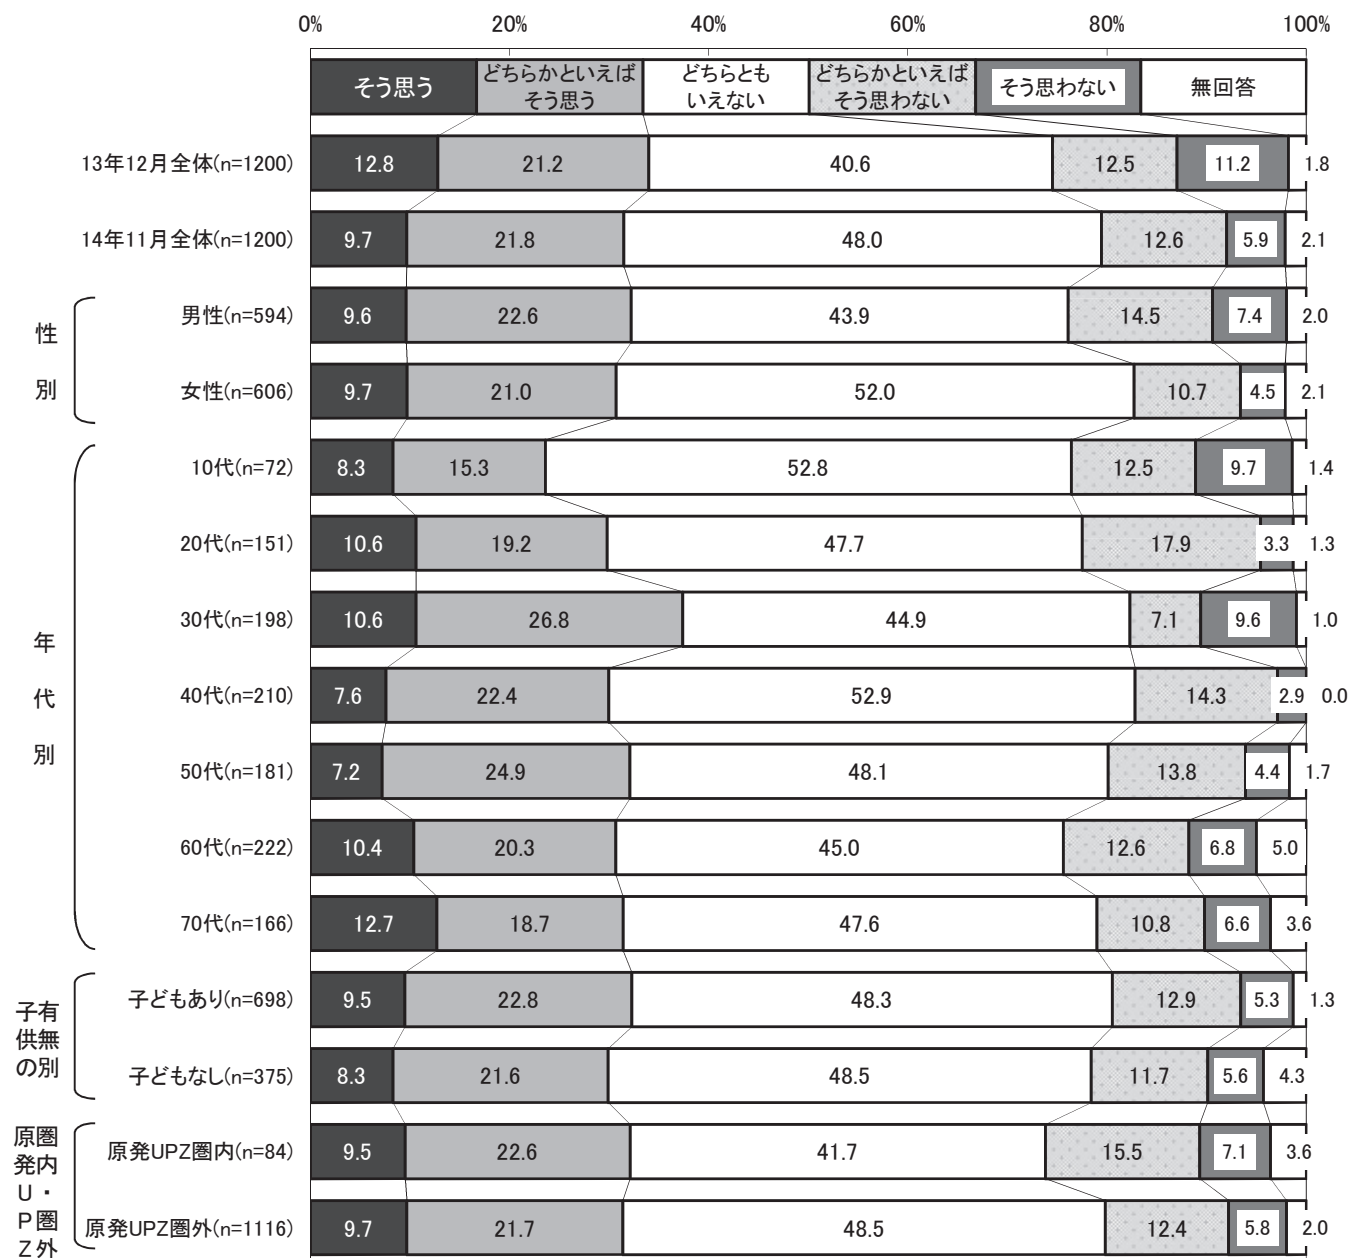 0% 20% 40% 60% 80% 100%
そう思う
どちらかといえば
そう思う
どちらとも
いえない
どちらかといえば
そう思わない
そう思わない
無回答
13年12月全体(n=1200) 12.8 21.2 40.6 12.5 11.2 1.8
14年11月全体(n=1200) 9.7 21.8 48.0 12.6 5.9 2.1
性別
男性(n=594) 9.6 22.6 43.9 14.5 7.4 2.0
女性(n=606) 9.7 21.0 52.0 10.7 4.5 2.1
年代別
10代(n=72) 8.3 15.3 52.8 12.5 9.7 1.4
20代(n=151) 10.6 19.2 47.7 17.9 3.3 1.3
30代(n=198) 10.6 26.8 44.9 7.1 9.6 1.0
40代(n=210) 7.6 22.4 52.9 14.3 2.9 0.0
50代(n=181) 7.2 24.9 48.1 13.8 4.4 1.7
60代(n=222) 10.4 20.3 45.0 12.6 6.8 5.0
70代(n=166) 12.7 18.7 47.6 10.8 6.6 3.6
子供の
有無別
子どもあり(n=698) 9.5 22.8 48.3 12.9 5.3 1.3
子どもなし(n=375) 8.3 21.6 48.5 11.7 5.6 4.3
原発UPZ
圏内・圏外
原発UPZ圏内(n=84) 9.5 22.6 41.7 15.5 7.1 3.6
原発UPZ圏外(n=1116) 9.7 21.7 48.5 12.4 5.8 2.0